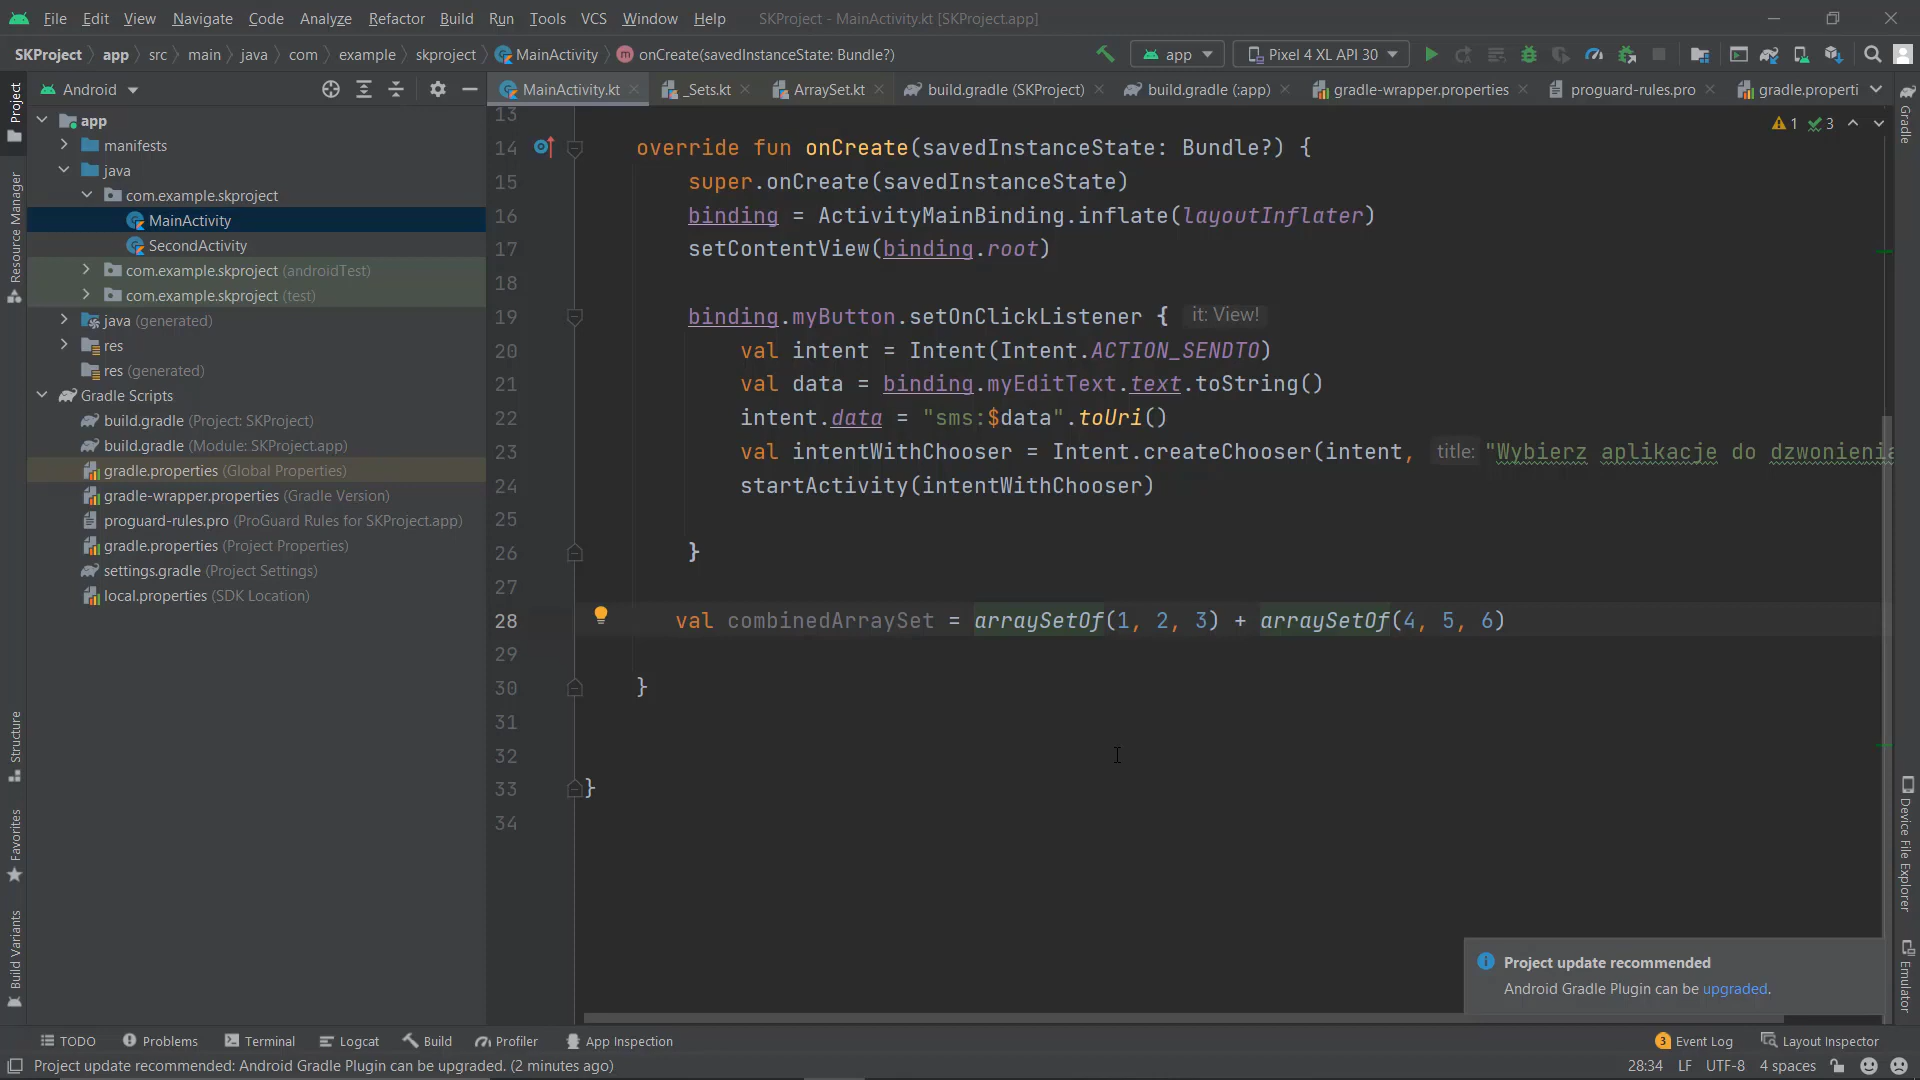 File Edit View Navigate Code Analyze Refactor Build Run Tools VCS Window Help SKProject - MainActivity.kt [SKProject.app]
SKProject app src main java com example skproject MainActivity onCreate(savedInstanceState: Bundle?) app Pixel 4 XL API 30
Android
MainActivity.kt _Sets.kt ArraySet.kt build.gradle (SKProject) build.gradle (:app) gradle-wrapper.properties proguard-rules.pro gradle.properti
Project
Resource Manager
Structure
Favorites
Build Variants
app
manifests
java
com.example.skproject
MainActivity
SecondActivity
com.example.skproject (androidTest)
com.example.skproject (test)
java (generated)
res
res (generated)
Gradle Scripts
build.gradle (Project: SKProject)
build.gradle (Module: SKProject.app)
gradle.properties (Global Properties)
gradle-wrapper.properties (Gradle Version)
proguard-rules.pro (ProGuard Rules for SKProject.app)
gradle.properties (Project Properties)
settings.gradle (Project Settings)
local.properties (SDK Location)
1 3
13
14 override fun onCreate(savedInstanceState: Bundle?) {
15 super.onCreate(savedInstanceState)
16 binding = ActivityMainBinding.inflate(layoutInflater)
17 setContentView(binding.root)
18
19 binding.myButton.setOnClickListener { it: View!
20 val intent = Intent(Intent.ACTION_SENDTO)
21 val data = binding.myEditText.text.toString()
22 intent.data = "sms:$data".toUri()
23 val intentWithChooser = Intent.createChooser(intent, title: "Wybierz aplikacje do dzwonienia
24 startActivity(intentWithChooser)
25
26 }
27
28 val combinedArraySet = arraySetOf(1, 2, 3) + arraySetOf(4, 5, 6)
29
30 }
31
32
33 }
34
Gradle
Device File Explorer
Emulator
Project update recommended
Android Gradle Plugin can be upgraded.
TODO Problems Terminal Logcat Build Profiler App Inspection 3 Event Log Layout Inspector
Project update recommended: Android Gradle Plugin can be upgraded. (2 minutes ago) 28:34 LF UTF-8 4 spaces